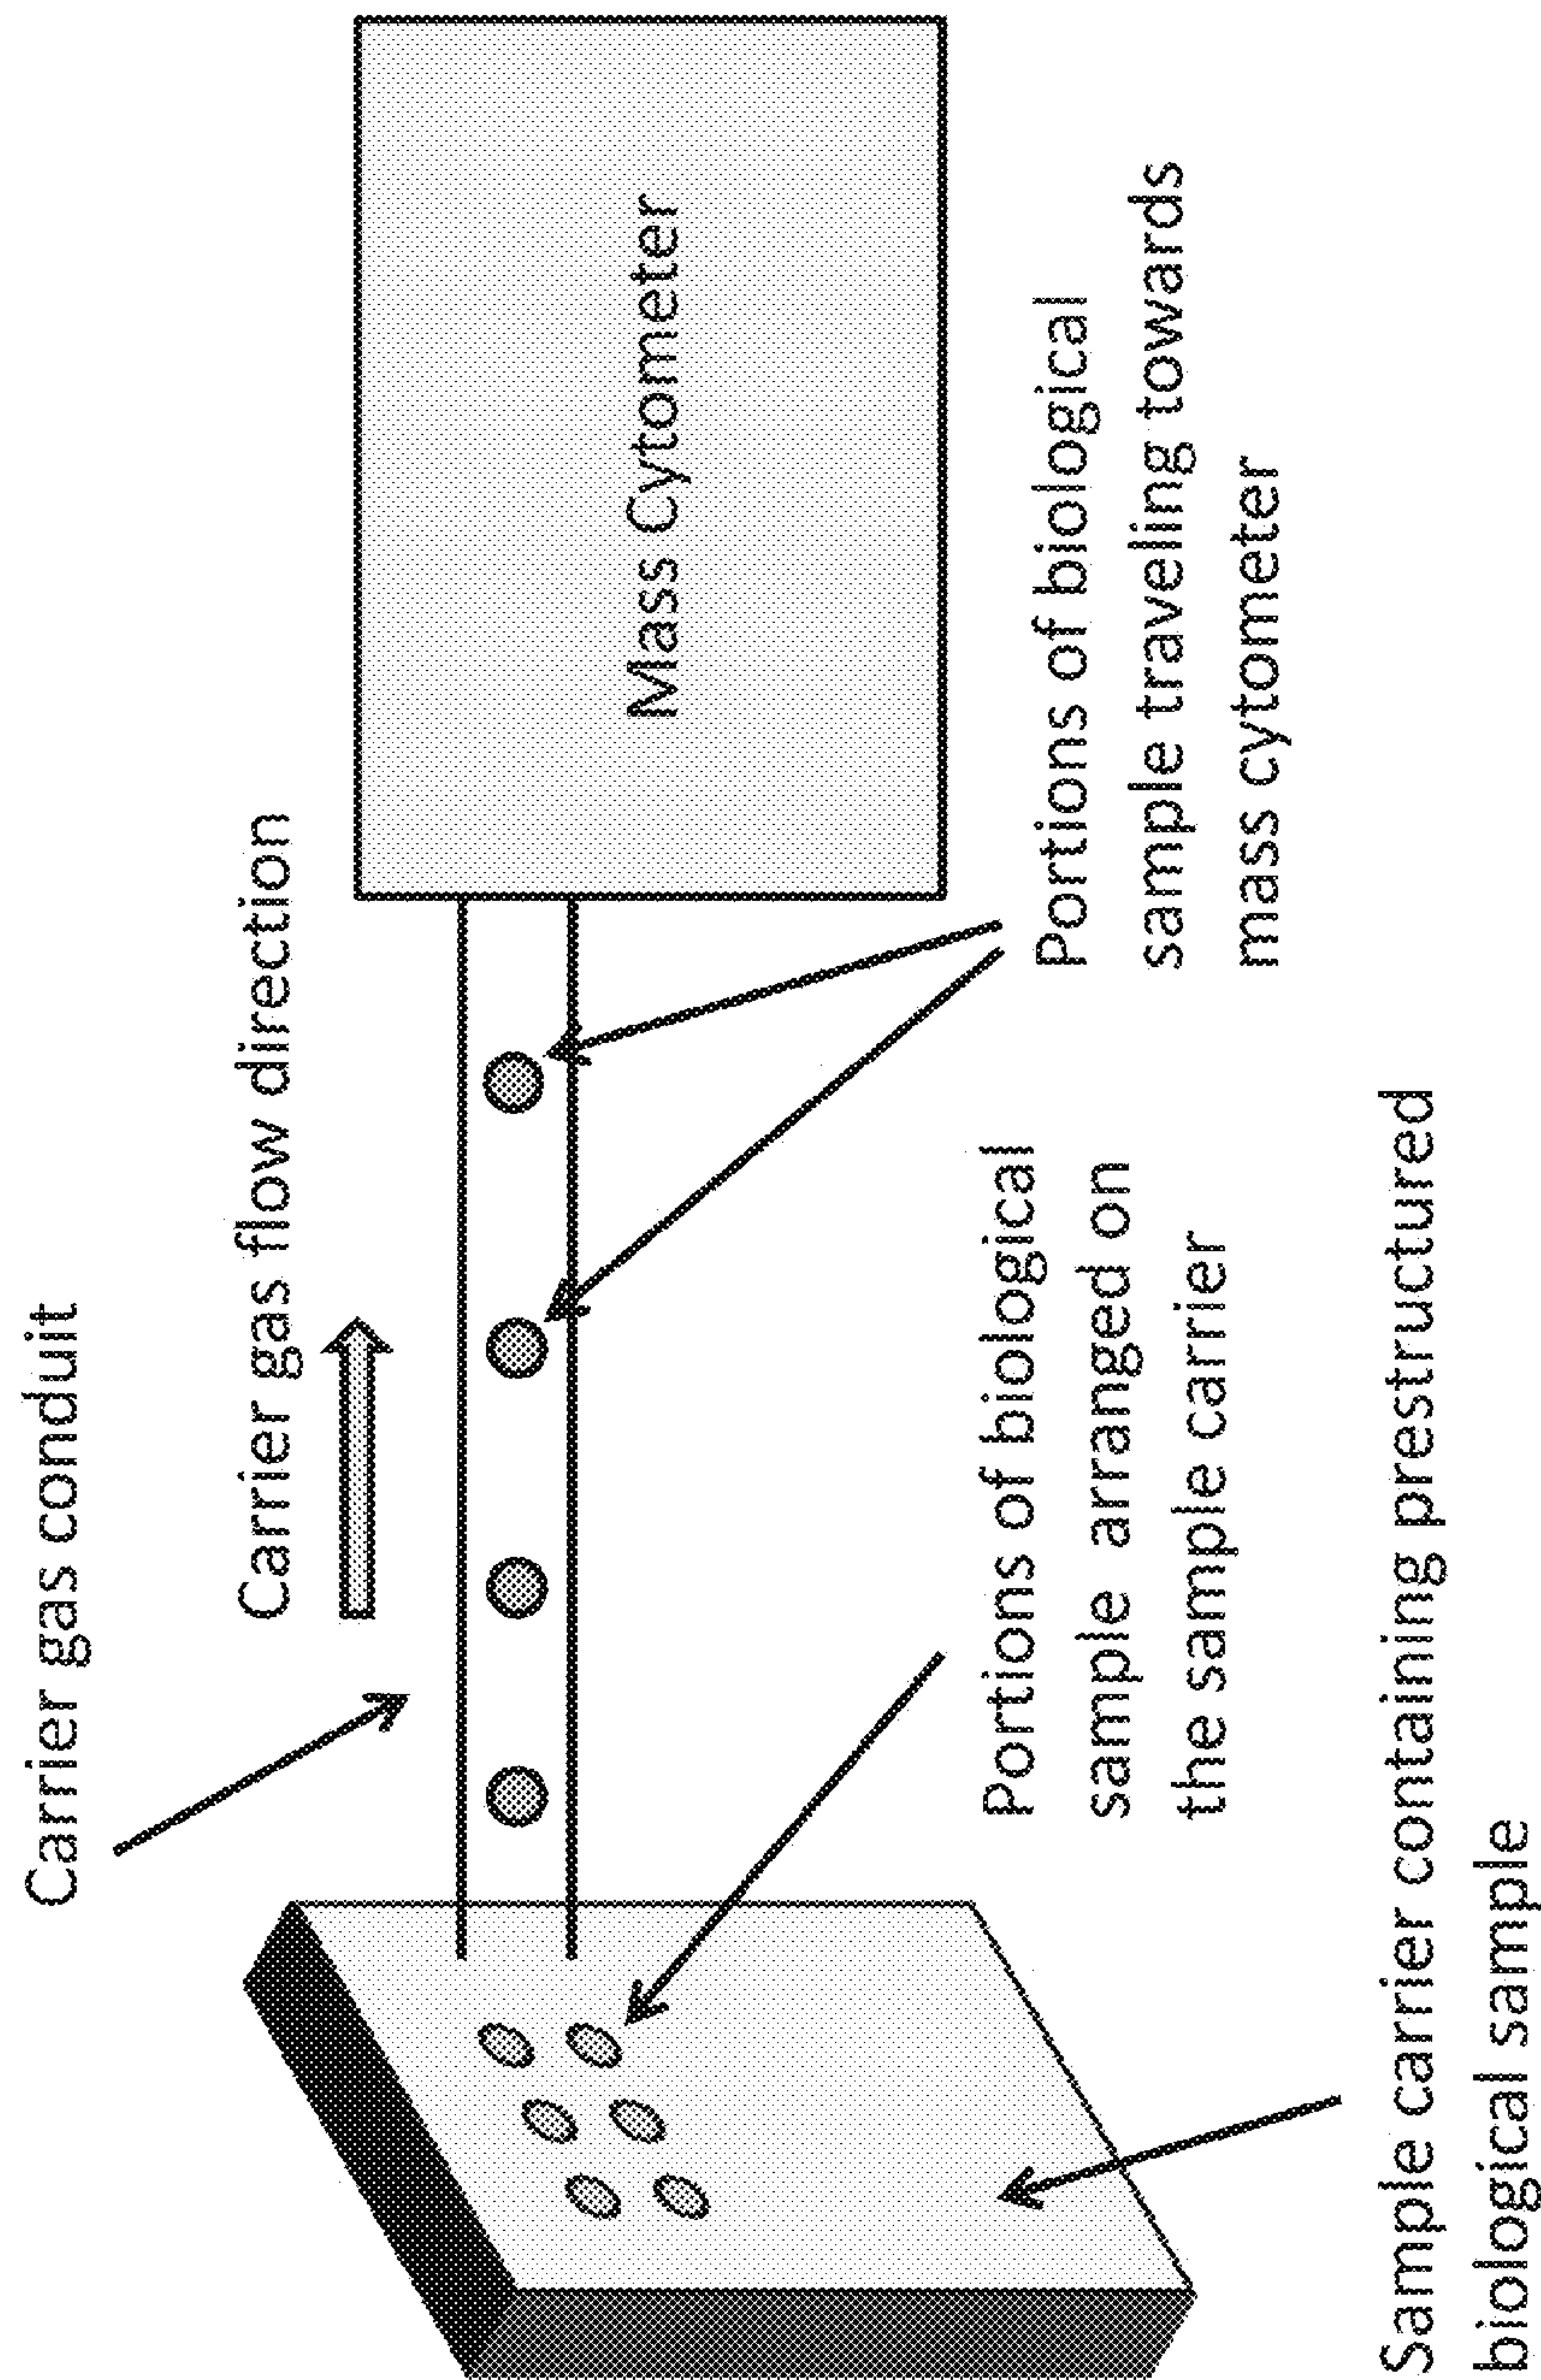 Carrier gas conduit
Carrier gas flow direction
Mass Cytometer
Portions of biological
sample traveling towards
mass cytometer
Portions of biological
sample arranged on
the sample carrier
Sample carrier containing prestructured
biological sample